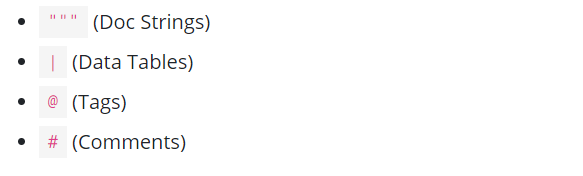 • """ (Doc Strings)
• | (Data Tables)
• @ (Tags)
• # (Comments)